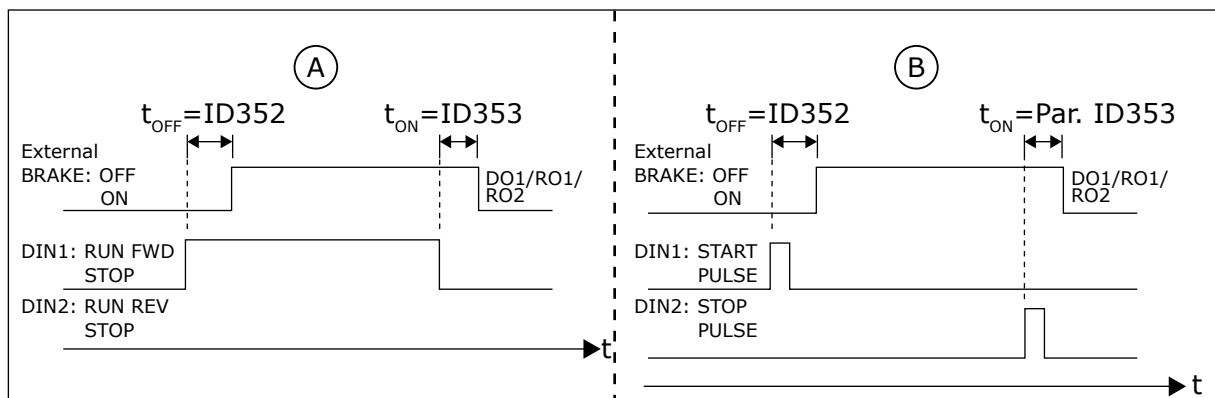 A
t_OFF=ID352
t_ON=ID353
External
BRAKE: OFF
ON
DO1/RO1/
RO2
DIN1: RUN FWD
STOP
DIN2: RUN REV
STOP
t
B
t_OFF=ID352
t_ON=Par. ID353
External
BRAKE: OFF
ON
DO1/RO1/
RO2
DIN1: START
PULSE
DIN2: STOP
PULSE
t